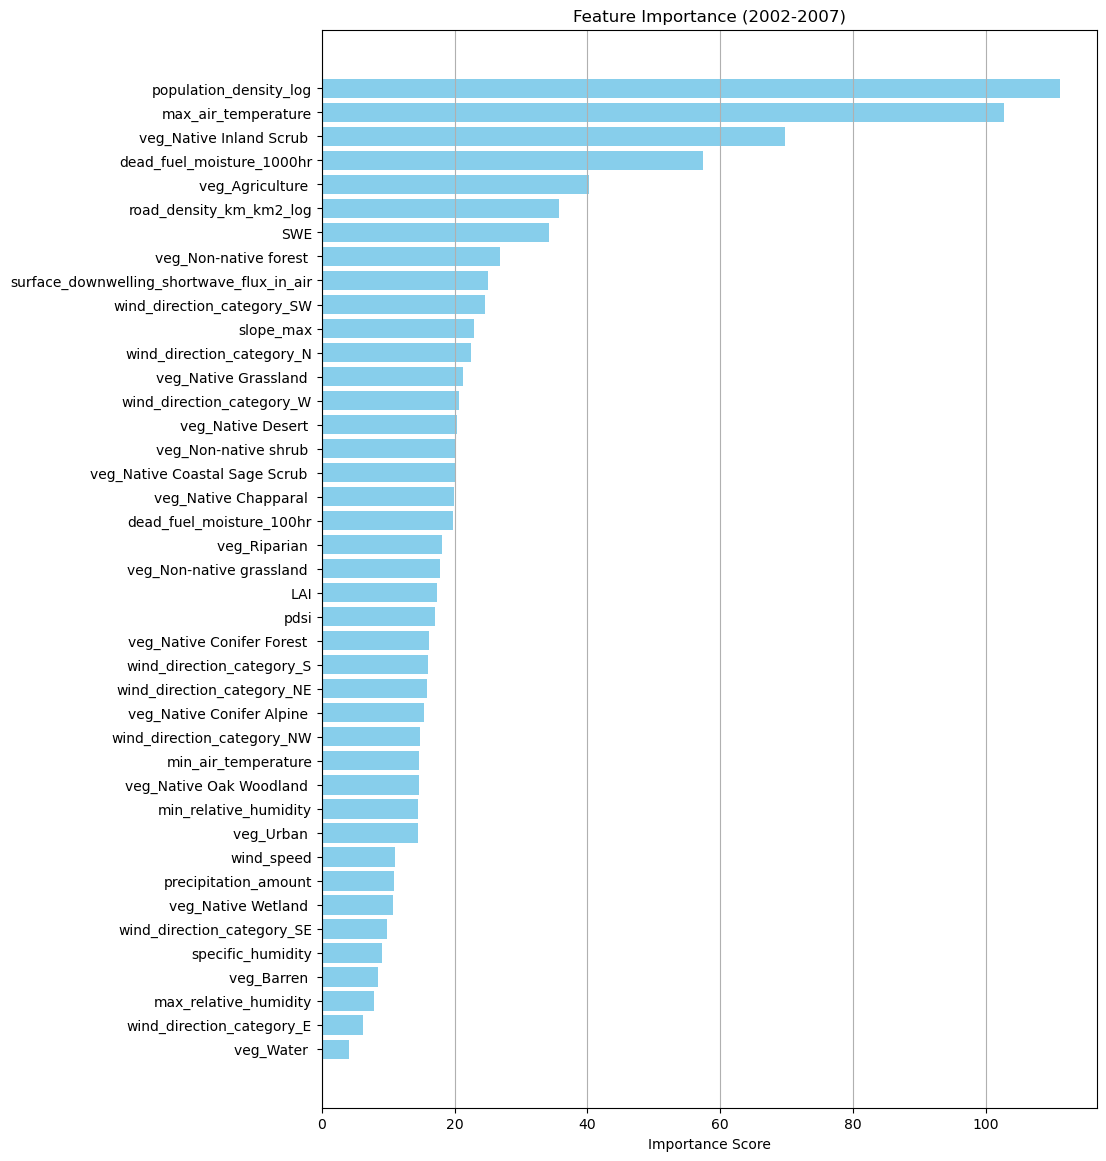 Feature Importance (2002-2007)
population_density_log
max_air_temperature
veg_Native Inland Scrub
dead_fuel_moisture_1000hr
veg_Agriculture
road_density_km_km2_log
SWE
veg_Non-native forest
surface_downwelling_shortwave_flux_in_air
wind_direction_category_SW
slope_max
wind_direction_category_N
veg_Native Grassland
wind_direction_category_W
veg_Native Desert
veg_Non-native shrub
veg_Native Coastal Sage Scrub
veg_Native Chapparal
dead_fuel_moisture_100hr
veg_Riparian
veg_Non-native grassland
LAI
pdsi
veg_Native Conifer Forest
wind_direction_category_S
wind_direction_category_NE
veg_Native Conifer Alpine
wind_direction_category_NW
min_air_temperature
veg_Native Oak Woodland
min_relative_humidity
veg_Urban
wind_speed
precipitation_amount
veg_Native Wetland
wind_direction_category_SE
specific_humidity
veg_Barren
max_relative_humidity
wind_direction_category_E
veg_Water
0 20 40 60 80 100
Importance Score